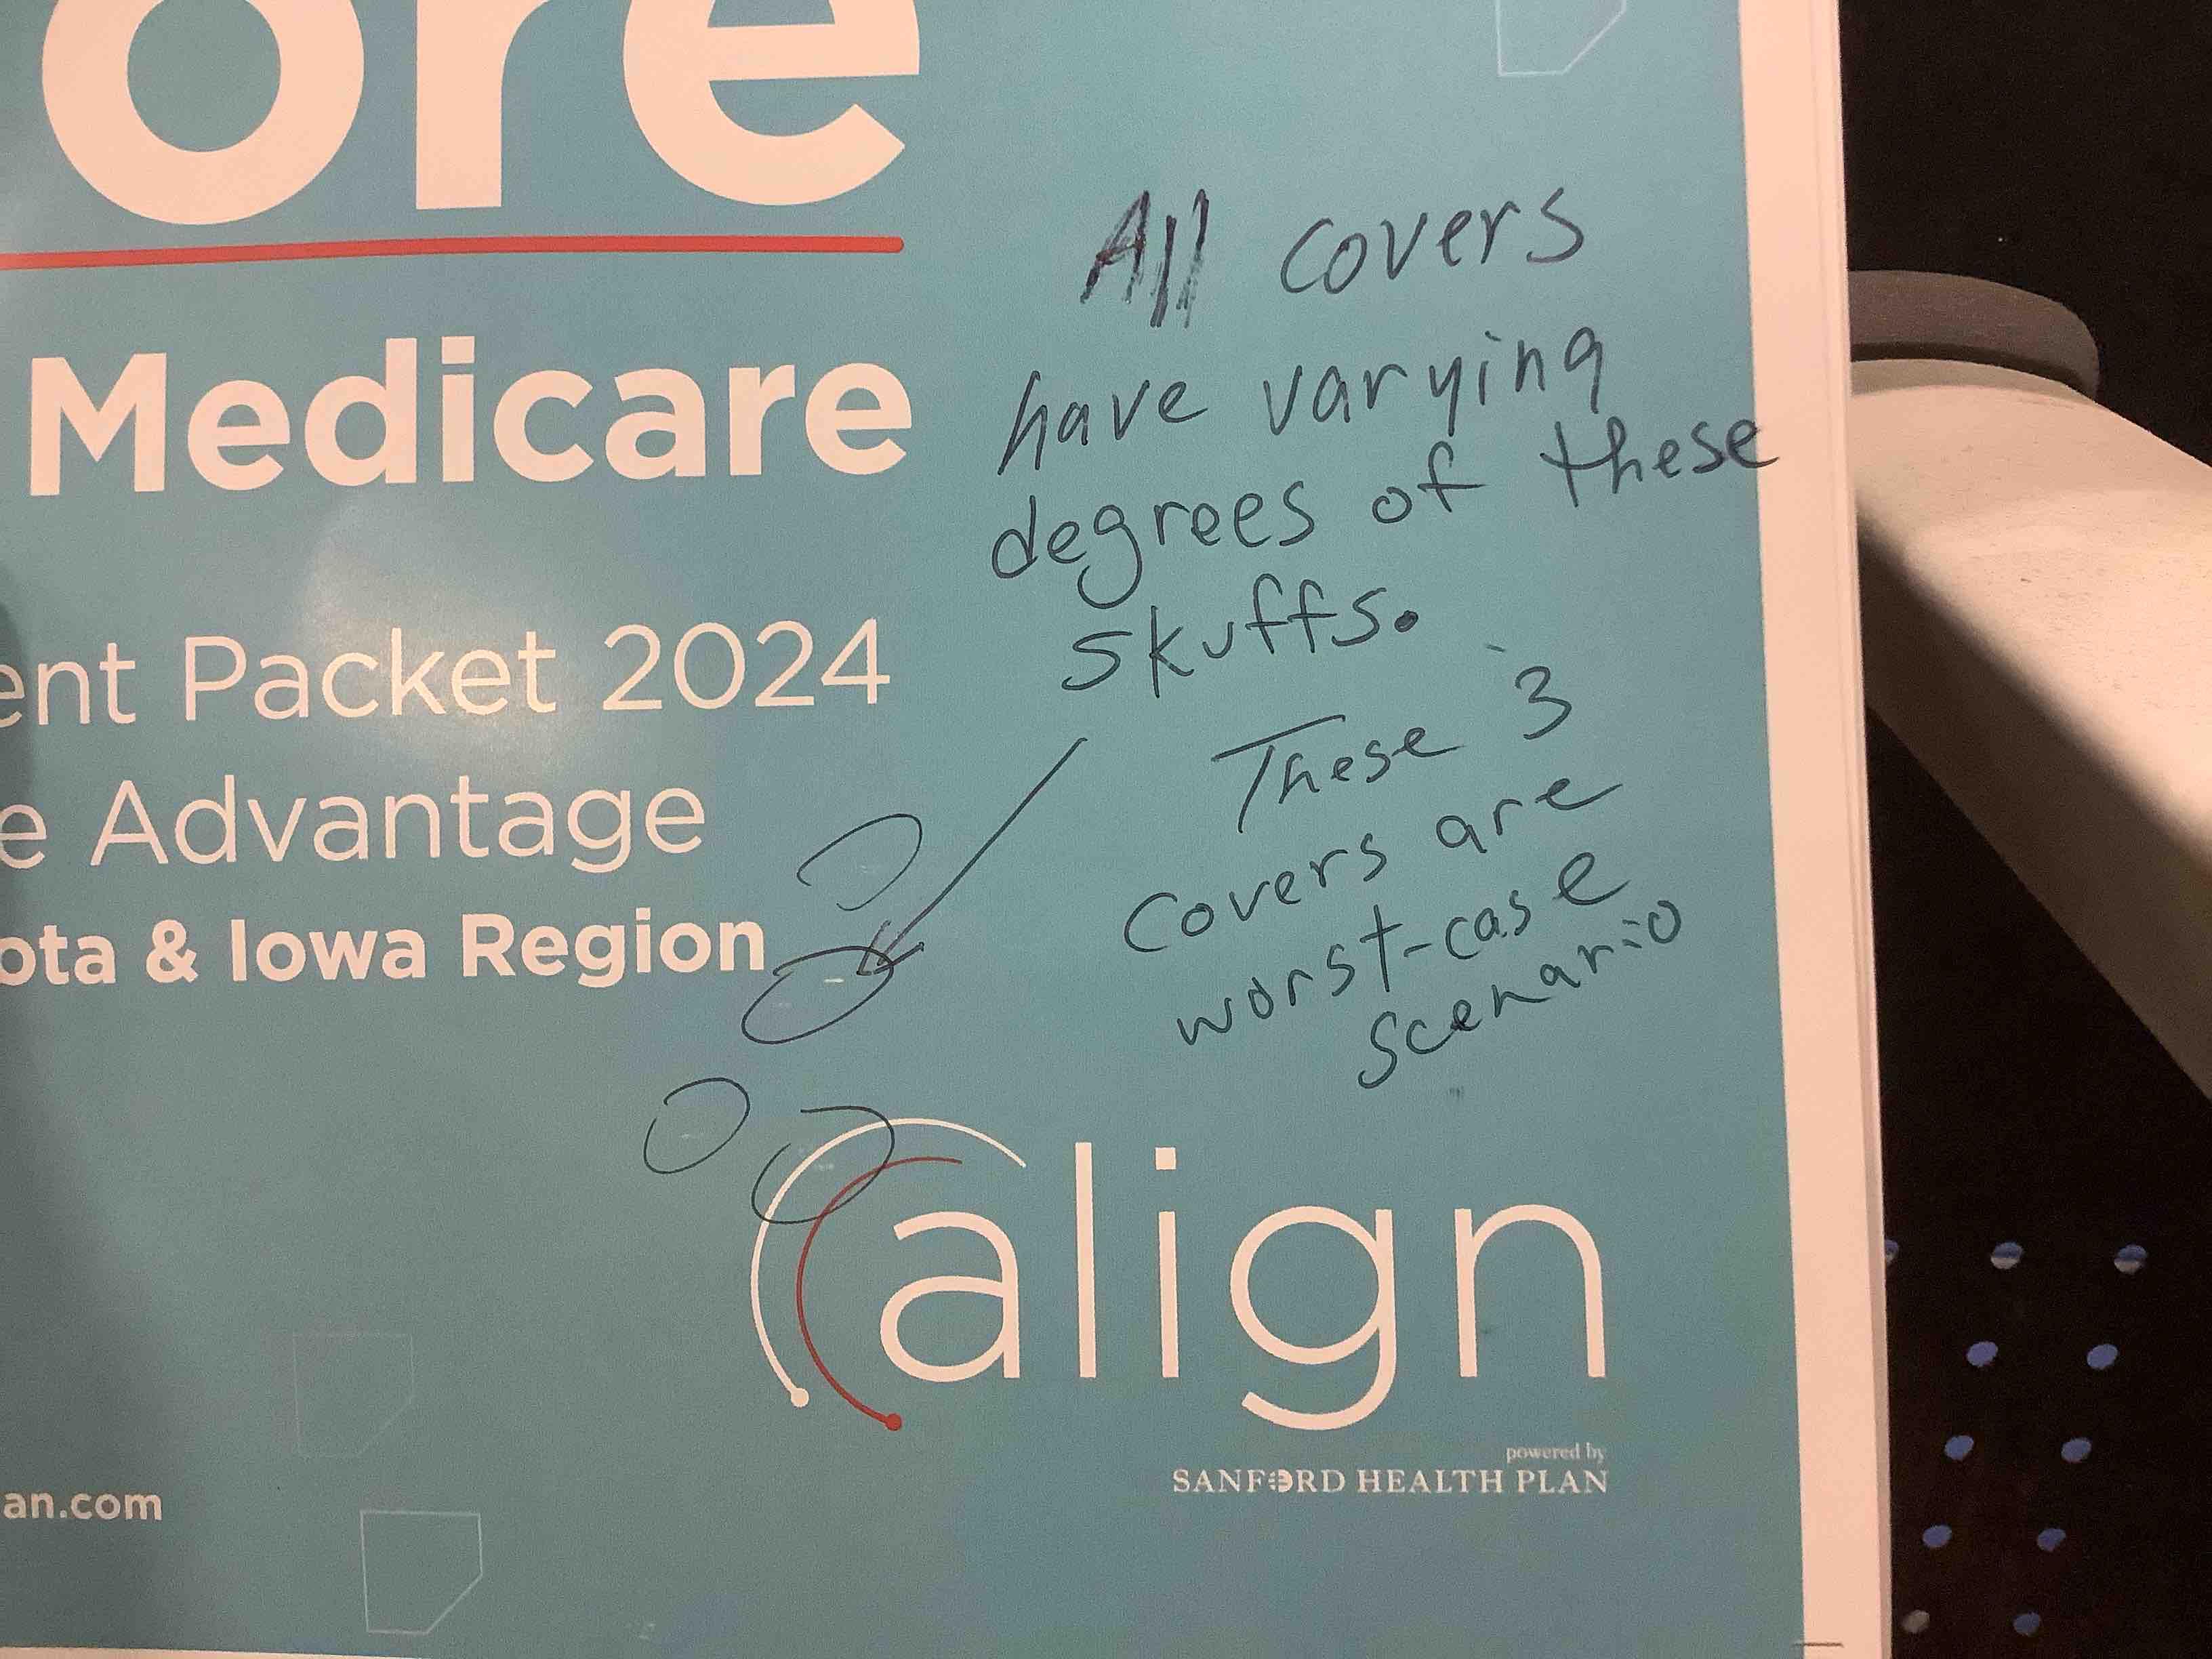 ore
Medicare
ent Packet 2024
e Advantage
ota & Iowa Region
All covers
have varying
degrees of these
skuffs.
These 3
covers are
worst-case
scenario
align
powered by
SANFORD HEALTH PLAN
an.com